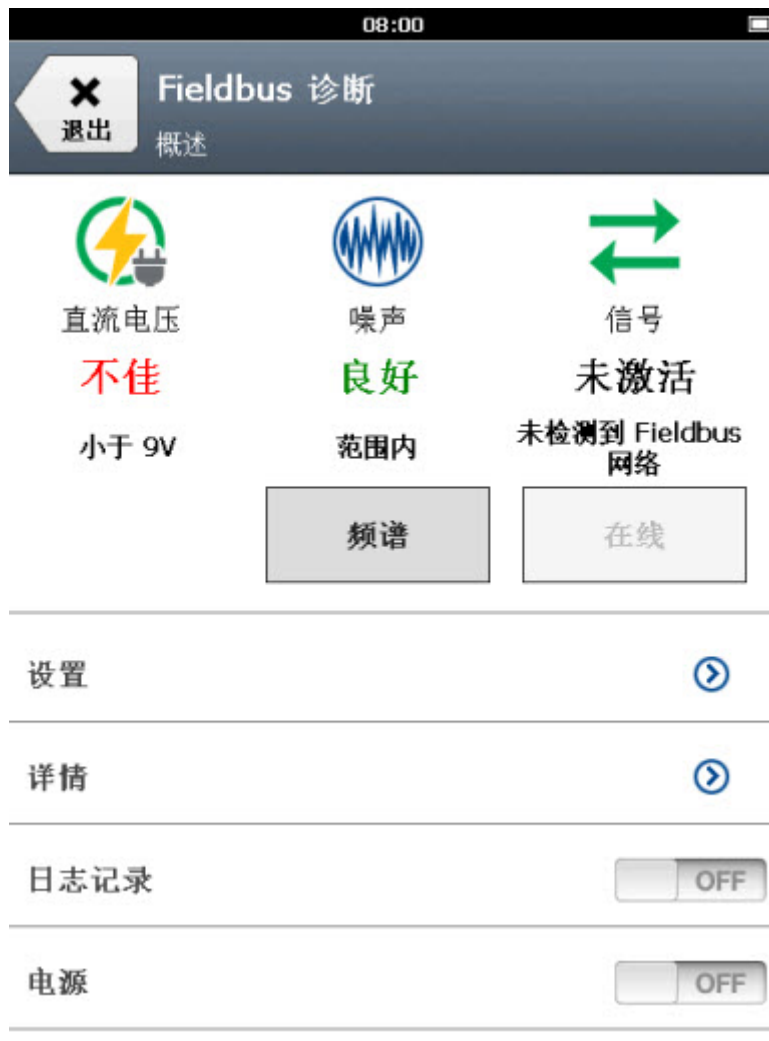 08:00
Fieldbus 诊断
退出
概述
直流电压
噪声
信号
不佳
良好
未激活
小于 9V
范围内
未检测到 Fieldbus
网络
频谱
在线
设置
详情
日志记录
OFF
电源
OFF